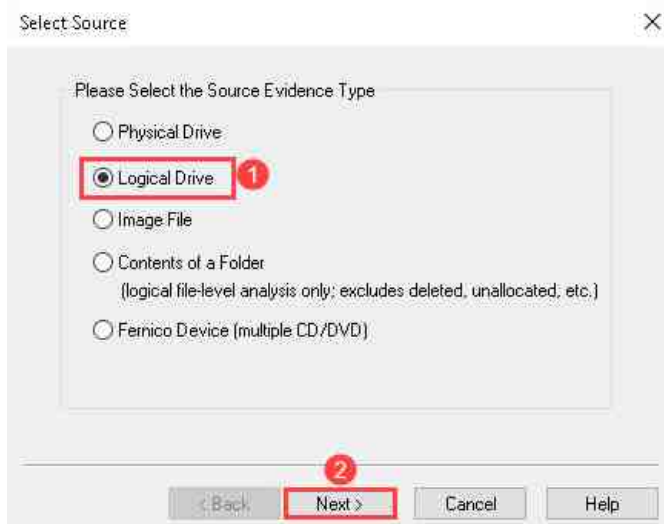 Select Source
Please Select the Source Evidence Type
Physical Drive
Logical Drive
1
Image File
Contents of a Folder
(logical file-level analysis only; excludes deleted, unallocated, etc.)
Fernico Device (multiple CD/DVD)
2
< Back
Next >
Cancel
Help